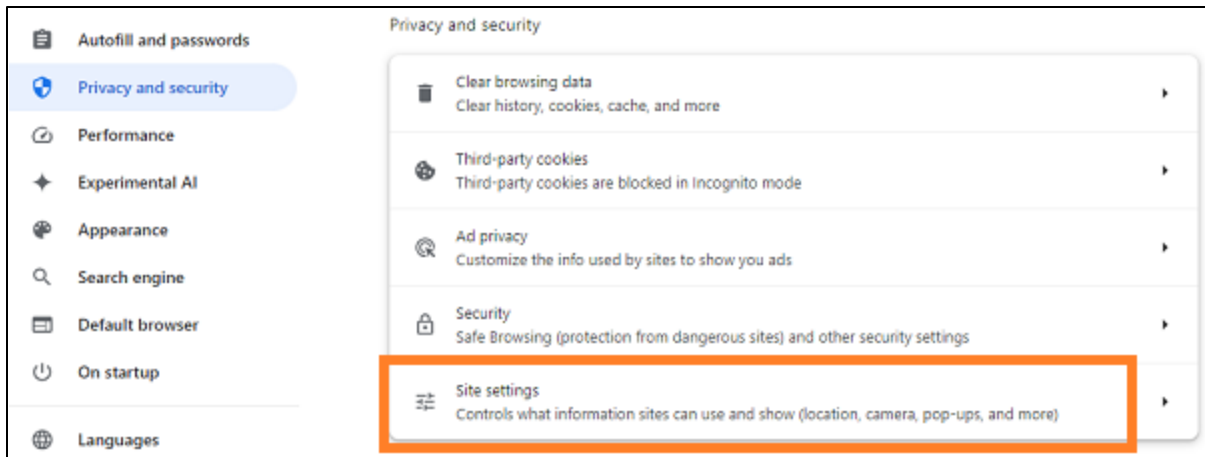 Autofill and passwords
Privacy and security
Performance
Experimental AI
Appearance
Search engine
Default browser
On startup
Languages
Privacy and security
Clear browsing data
Clear history, cookies, cache, and more
Third-party cookies
Third-party cookies are blocked in Incognito mode
Ad privacy
Customize the info used by sites to show you ads
Security
Safe Browsing (protection from dangerous sites) and other security settings
Site settings
Controls what information sites can use and show (location, camera, pop-ups, and more)